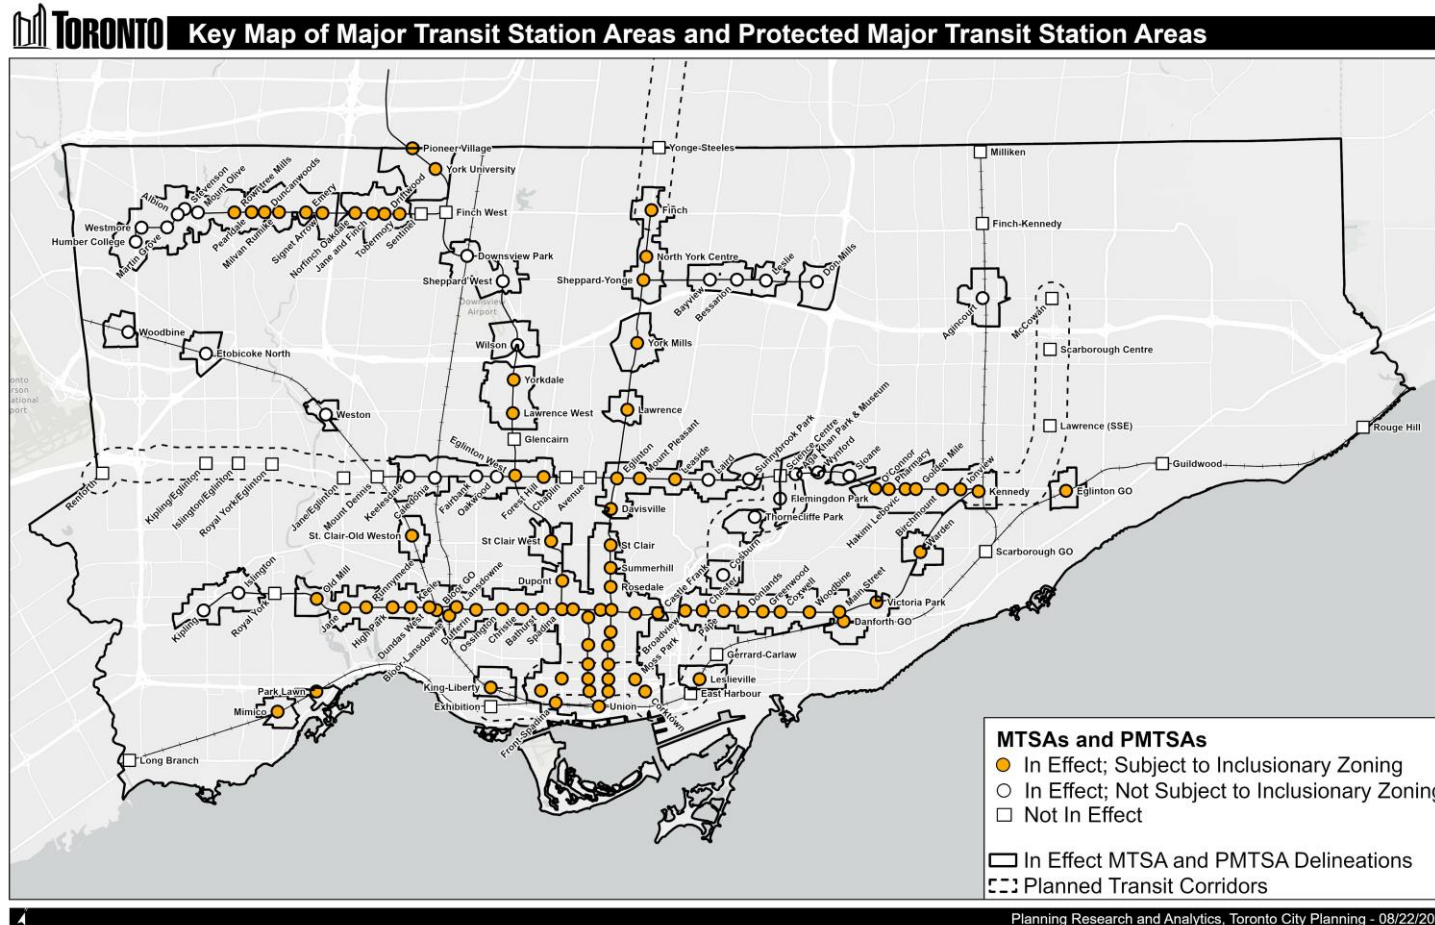 TORONTO
Key Map of Major Transit Station Areas and Protected Major Transit Station Areas
Pioneer Village
Yonge-Steeles
Milliken
York University
Stevenson
Mount Olive
Albion
Rowntree Mills
Duncanwoods
Emery
Driftwood
Westmore
Humber College
Martin Grove
Pearldale
Milvan Rumike
Signet Arrow
Norfinch Oakdale
Jane and Finch
Tobermory
Sentinel
Finch West
Finch
Finch-Kennedy
Downsview Park
Sheppard West
Downsview
Airport
North York Centre
Sheppard-Yonge
Bayview
Bessarion
Leslie
Don Mills
Agincourt
McCowan
Woodbine
Etobicoke North
Wilson
York Mills
Scarborough Centre
onto
rson
national
port
Yorkdale
Weston
Lawrence West
Lawrence
Glencairn
Lawrence (SSE)
Rouge Hill
Guildwood
Renforth
Kipling/Eglinton
Islington/Eglinton
Royal York/Eglinton
Jane/Eglinton
Mount Dennis
Keelesdale
Caledonia
Fairbank
Oakwood
Eglinton West
Forest Hill
Chaplin
Avenue
Eglinton
Mount Pleasant
Leaside
Laird
Sunnybrook Park
Science Centre
Aga Khan Park & Museum
Wynford
Sloane
O'Connor
Pharmacy
Hakimi Lebovic
Golden Mile
Birchmount
Ionview
Kennedy
Eglinton GO
Davisville
Flemingdon Park
Thorncliffe Park
St. Clair-Old Weston
St Clair West
St Clair
Warden
Scarborough GO
Summerhill
Cosburn
Dupont
Rosedale
Kipling
Islington
Royal York
Old Mill
Jane
Runnymede
High Park
Keele
Dundas West
Bloor GO
Bloor-Lansdowne
Lansdowne
Dufferin
Ossington
Christie
Bathurst
Spadina
Castle Frank
Broadview
Chester
Pape
Donlands
Greenwood
Coxwell
Woodbine
Main Street
Victoria Park
Danforth GO
Moss Park
Gerrard-Carlaw
Leslieville
East Harbour
Corktown
Park Lawn
Mimico
King-Liberty
Exhibition
Front-Spadina
Union
Long Branch
MTSAs and PMTSAs
In Effect; Subject to Inclusionary Zoning
In Effect; Not Subject to Inclusionary Zoning
Not In Effect
In Effect MTSA and PMTSA Delineations
Planned Transit Corridors
Planning Research and Analytics, Toronto City Planning - 08/22/20